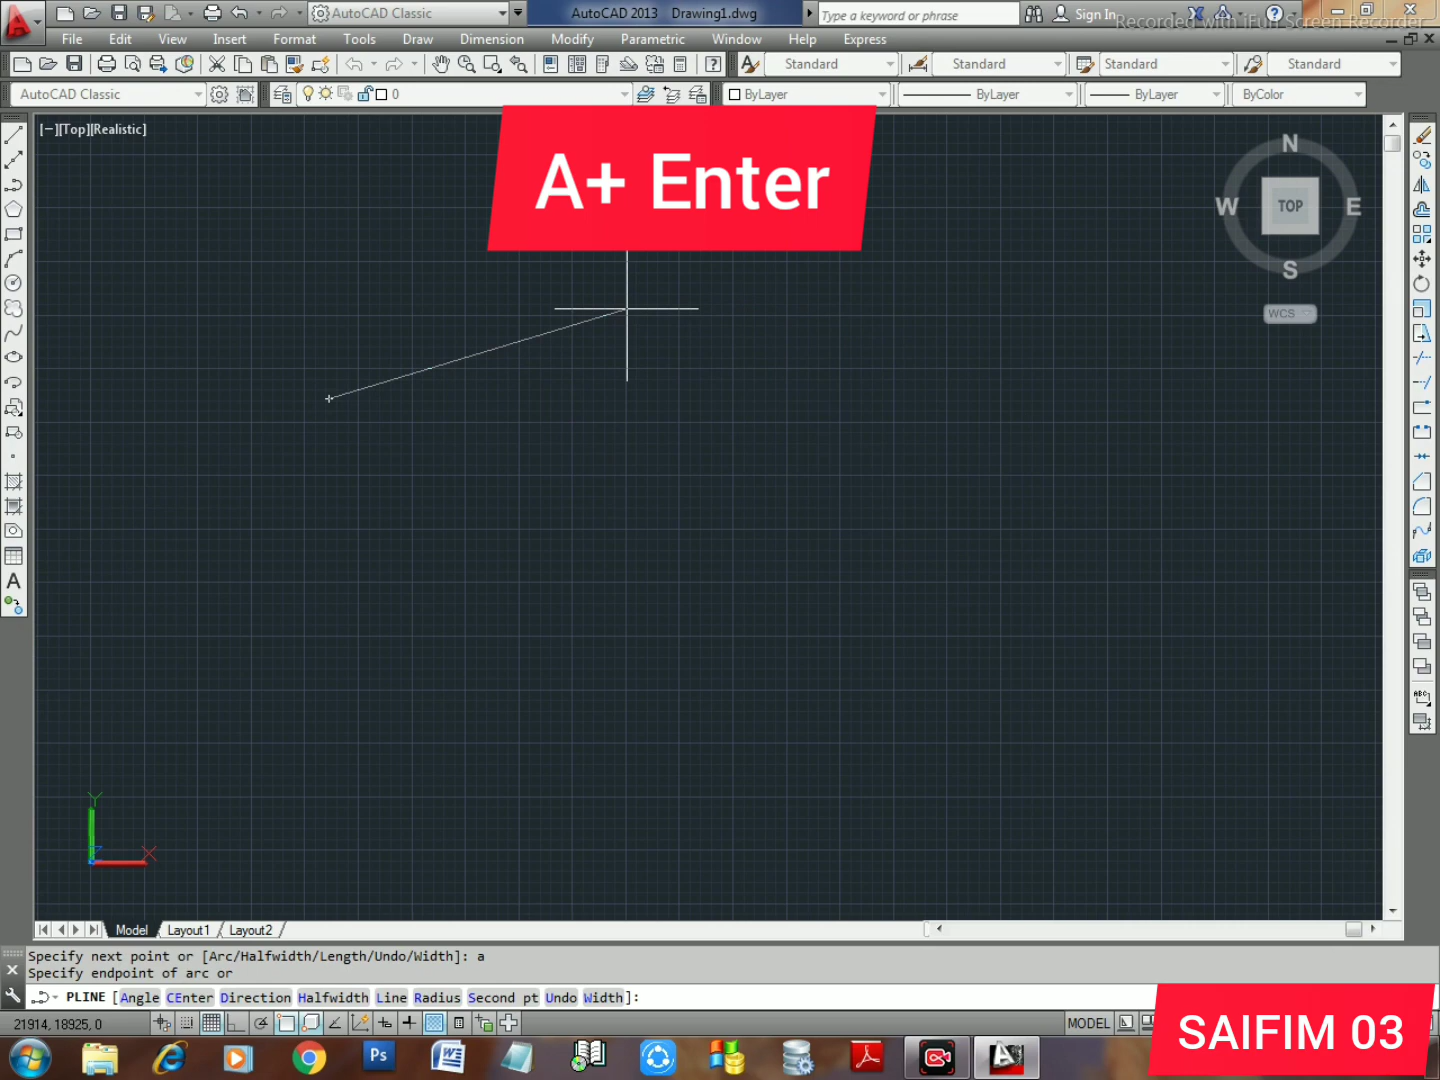 AutoCAD Classic
AutoCAD 2013 Drawing1.dwg
Type a keyword or phrase
Sign In
Recorded with iFun Screen Recorder
File Edit View Insert Format Tools Draw Dimension Modify Parametric Window Help Express
Standard Standard Standard Standard
AutoCAD Classic
0
ByLayer ByLayer ByLayer ByColor
[−][Top][Realistic]
A+ Enter
N
W TOP E
S
WCS
A
ABC
Y
X
Model Layout1 Layout2
Specify next point or [Arc/Halfwidth/Length/Undo/Width]: a
Specify endpoint of arc or
PLINE [Angle CEnter Direction Halfwidth Line Radius Second pt Undo Width]:
21914, 18925, 0
MODEL
SAIFIM 03
Ps